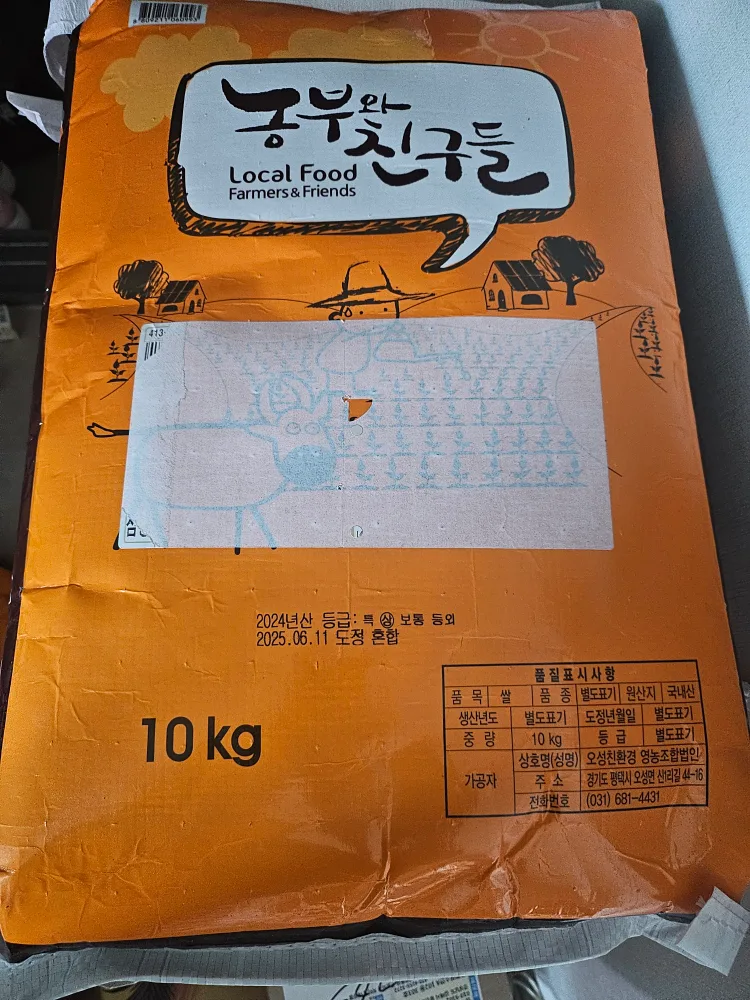 8 809211 060993
농부와
친구들
Local Food
Farmers & Friends
413
2024년산 등급: 특 상 보통 등외
2025.06.11 도정 혼합
10 kg
품질표시사항
품 목 쌀 품 종 별도표기 원산지 국내산
생산년도 별도표기 도정년월일 별도표기
중 량 10 kg 등 급 별도표기
가공자
상호명(성명) 오성친환경 영농조합법인
주 소 경기도 평택시 오성면 신리길 44-16
전화번호 (031) 681-4431